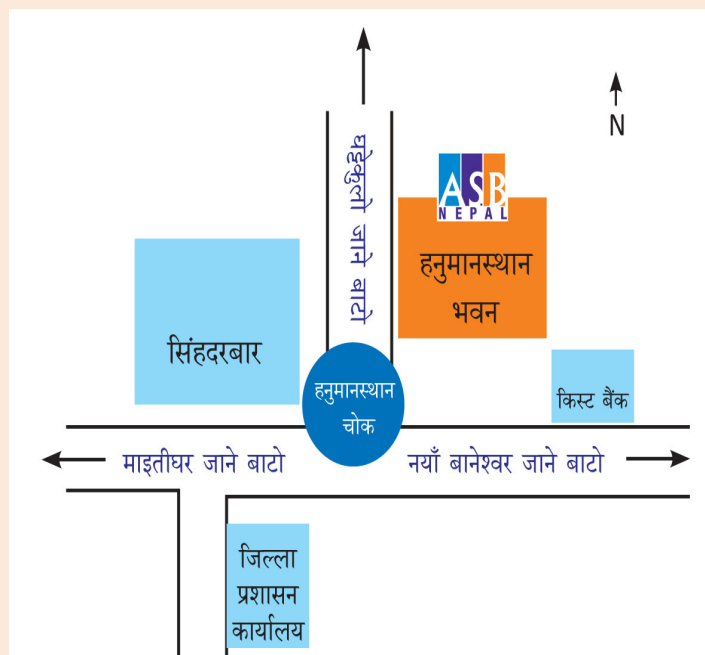 N
ASB
NEPAL
घट्टेकुलो जाने बाटो
हनुमानस्थान
भवन
सिंहदरबार
हनुमानस्थान
चोक
किस्ट बैंक
माइतीघर जाने बाटो
नयाँ बानेश्वर जाने बाटो
जिल्ला
प्रशासन
कार्यालय